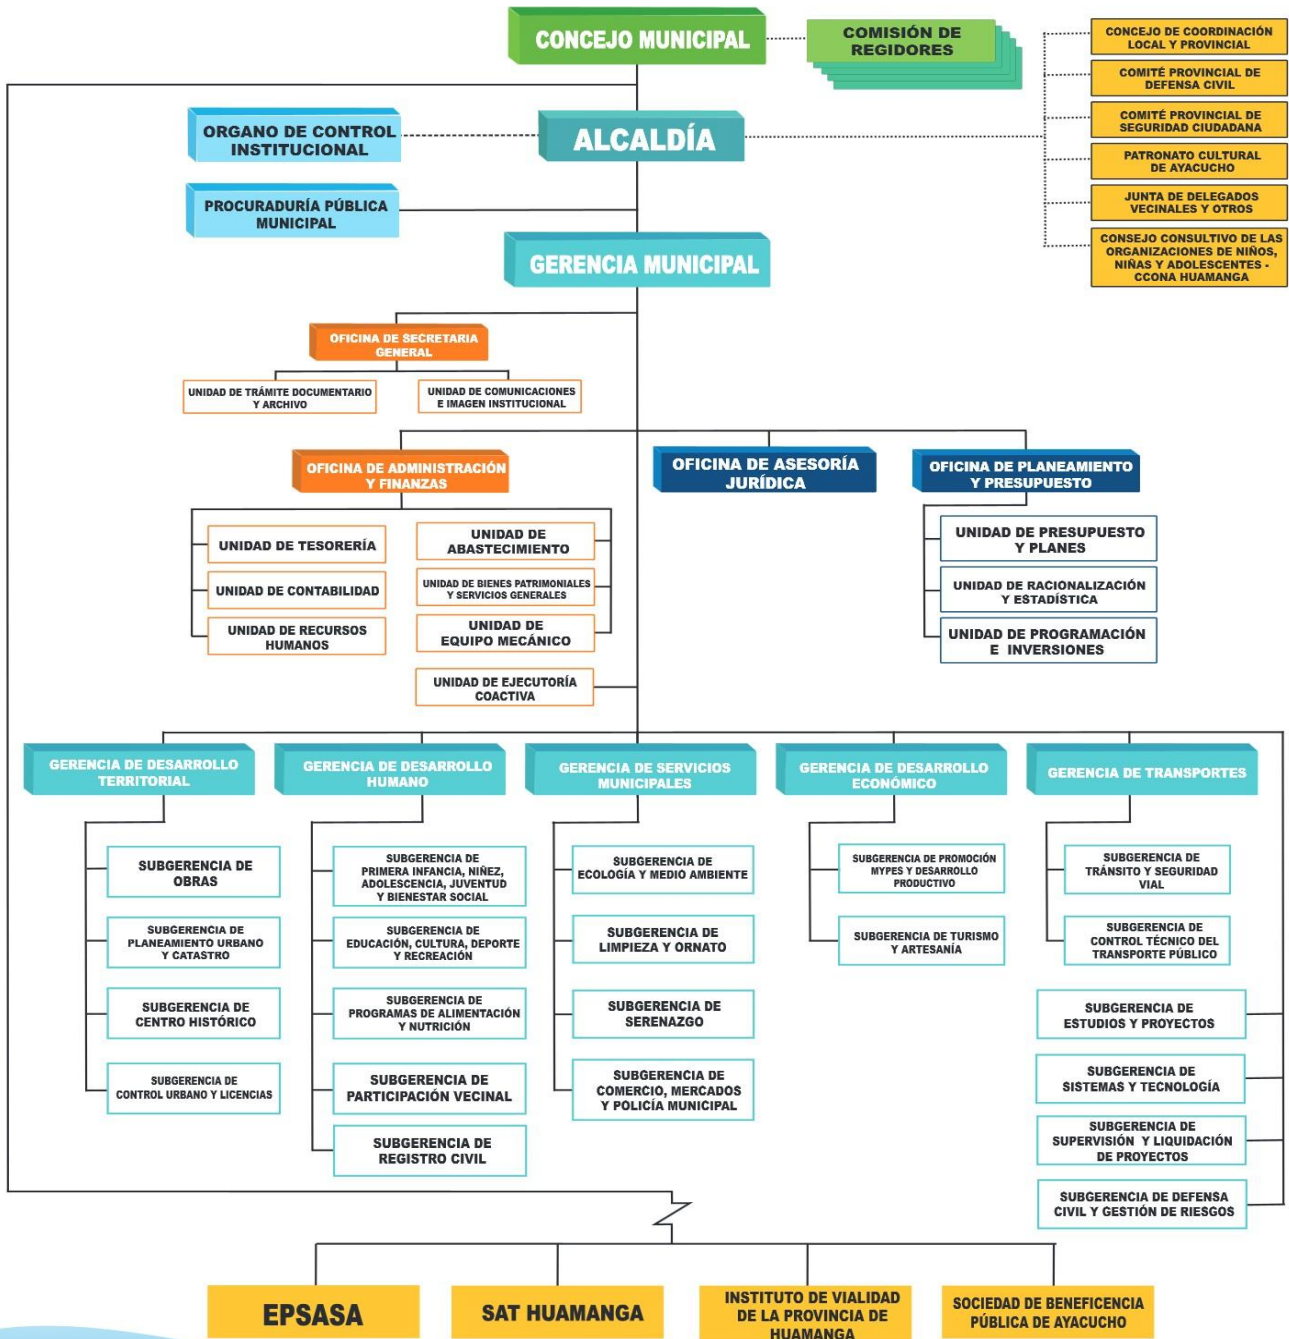 CONCEJO MUNICIPAL
COMISIÓN DE
REGIDORES
CONCEJO DE COORDINACIÓN
LOCAL Y PROVINCIAL
COMITÉ PROVINCIAL DE
DEFENSA CIVIL
COMITÉ PROVINCIAL DE
SEGURIDAD CIUDADANA
PATRONATO CULTURAL
DE AYACUCHO
JUNTA DE DELEGADOS
VECINALES Y OTROS
CONSEJO CONSULTIVO DE LAS
ORGANIZACIONES DE NIÑOS,
NIÑAS Y ADOLESCENTES -
CCONA HUAMANGA
ORGANO DE CONTROL
INSTITUCIONAL
ALCALDÍA
PROCURADURÍA PÚBLICA
MUNICIPAL
GERENCIA MUNICIPAL
OFICINA DE SECRETARIA
GENERAL
UNIDAD DE TRÁMITE DOCUMENTARIO
Y ARCHIVO
UNIDAD DE COMUNICACIONES
E IMAGEN INSTITUCIONAL
OFICINA DE ADMINISTRACIÓN
Y FINANZAS
OFICINA DE ASESORÍA
JURÍDICA
OFICINA DE PLANEAMIENTO
Y PRESUPUESTO
UNIDAD DE TESORERÍA
UNIDAD DE CONTABILIDAD
UNIDAD DE RECURSOS
HUMANOS
UNIDAD DE
ABASTECIMIENTO
UNIDAD DE BIENES PATRIMONIALES
Y SERVICIOS GENERALES
UNIDAD DE
EQUIPO MECÁNICO
UNIDAD DE EJECUTORÍA
COACTIVA
UNIDAD DE PRESUPUESTO
Y PLANES
UNIDAD DE RACIONALIZACIÓN
Y ESTADÍSTICA
UNIDAD DE PROGRAMACIÓN
E INVERSIONES
GERENCIA DE DESARROLLO
TERRITORIAL
SUBGERENCIA DE
OBRAS
SUBGERENCIA DE
PLANEAMIENTO URBANO
Y CATASTRO
SUBGERENCIA DE
CENTRO HISTÓRICO
SUBGERENCIA DE
CONTROL URBANO Y LICENCIAS
GERENCIA DE DESARROLLO
HUMANO
SUBGERENCIA DE
PRIMERA INFANCIA, NIÑEZ,
ADOLESCENCIA, JUVENTUD
Y BIENESTAR SOCIAL
SUBGERENCIA DE
EDUCACIÓN, CULTURA, DEPORTE
Y RECREACIÓN
SUBGERENCIA DE
PROGRAMAS DE ALIMENTACIÓN
Y NUTRICIÓN
SUBGERENCIA DE
PARTICIPACIÓN VECINAL
SUBGERENCIA DE
REGISTRO CIVIL
GERENCIA DE SERVICIOS
MUNICIPALES
SUBGERENCIA DE
ECOLOGÍA Y MEDIO AMBIENTE
SUBGERENCIA DE
LIMPIEZA Y ORNATO
SUBGERENCIA DE
SERENAZGO
SUBGERENCIA DE
COMERCIO, MERCADOS
Y POLICÍA MUNICIPAL
GERENCIA DE DESARROLLO
ECONÓMICO
SUBGERENCIA DE PROMOCIÓN
MYPES Y DESARROLLO
PRODUCTIVO
SUBGERENCIA DE TURISMO
Y ARTESANÍA
GERENCIA DE TRANSPORTES
SUBGERENCIA DE
TRÁNSITO Y SEGURIDAD
VIAL
SUBGERENCIA DE
CONTROL TÉCNICO DEL
TRANSPORTE PÚBLICO
SUBGERENCIA DE
ESTUDIOS Y PROYECTOS
SUBGERENCIA DE
SISTEMAS Y TECNOLOGÍA
SUBGERENCIA DE
SUPERVISIÓN Y LIQUIDACIÓN
DE PROYECTOS
SUBGERENCIA DE DEFENSA
CIVIL Y GESTIÓN DE RIESGOS
EPSASA
SAT HUAMANGA
INSTITUTO DE VIALIDAD
DE LA PROVINCIA DE
HUAMANGA
SOCIEDAD DE BENEFICENCIA
PÚBLICA DE AYACUCHO